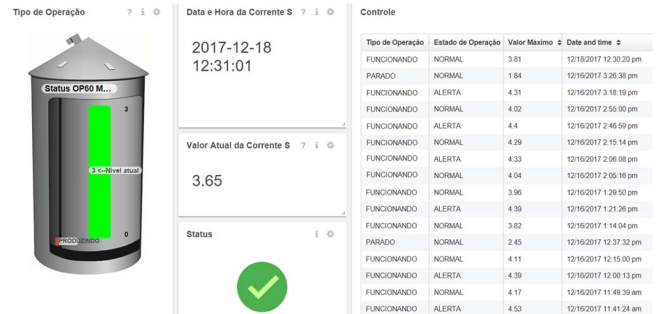 Tipo de Operação
Status OP60 M...
3
3 <--Nivel atual
0
PRODUZINDO
Data e Hora da Corrente S
2017-12-18
12:31:01
Valor Atual da Corrente S
3.65
Status
Controle
Tipo de Operação Estado de Operação Valor Máximo Date and time
FUNCIONANDO NORMAL 3.81 12/18/2017 12:30:20 pm
PARADO NORMAL 1.84 12/16/2017 3:26:38 pm
FUNCIONANDO ALERTA 4.31 12/16/2017 3:18:19 pm
FUNCIONANDO NORMAL 4.02 12/16/2017 2:55:00 pm
FUNCIONANDO ALERTA 4.4 12/16/2017 2:46:59 pm
FUNCIONANDO NORMAL 4.29 12/16/2017 2:15:14 pm
FUNCIONANDO ALERTA 4.33 12/16/2017 2:06:08 pm
FUNCIONANDO NORMAL 4.04 12/16/2017 2:05:16 pm
FUNCIONANDO NORMAL 3.96 12/16/2017 1:29:50 pm
FUNCIONANDO ALERTA 4.39 12/16/2017 1:21:26 pm
FUNCIONANDO NORMAL 3.82 12/16/2017 1:14:04 pm
PARADO NORMAL 2.45 12/16/2017 12:37:32 pm
FUNCIONANDO NORMAL 4.11 12/16/2017 12:15:00 pm
FUNCIONANDO ALERTA 4.39 12/16/2017 12:00:13 pm
FUNCIONANDO NORMAL 4.17 12/16/2017 11:49:39 am
FUNCIONANDO ALERTA 4.53 12/16/2017 11:41:24 am